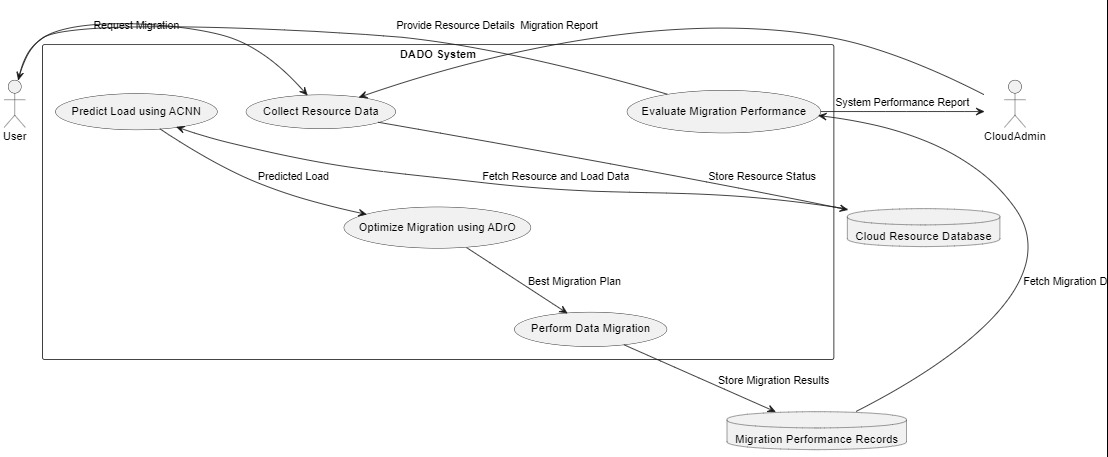 Request Migration
Provide Resource Details
Migration Report
DADO System
Predict Load using ACNN
Collect Resource Data
Evaluate Migration Performance
System Performance Report
User
CloudAdmin
Predicted Load
Fetch Resource and Load Data
Store Resource Status
Optimize Migration using ADrO
Cloud Resource Database
Best Migration Plan
Fetch Migration D
Perform Data Migration
Store Migration Results
Migration Performance Records